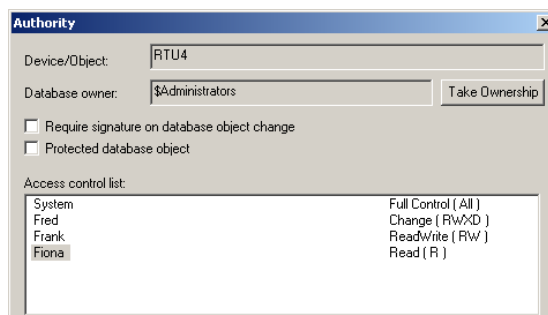 Authority
Device/Object: RTU4
Database owner: $Administrators Take Ownership
Require signature on database object change
Protected database object
Access control list:
System Full Control ( All )
Fred Change ( RWXD )
Frank ReadWrite ( RW )
Fiona Read ( R )